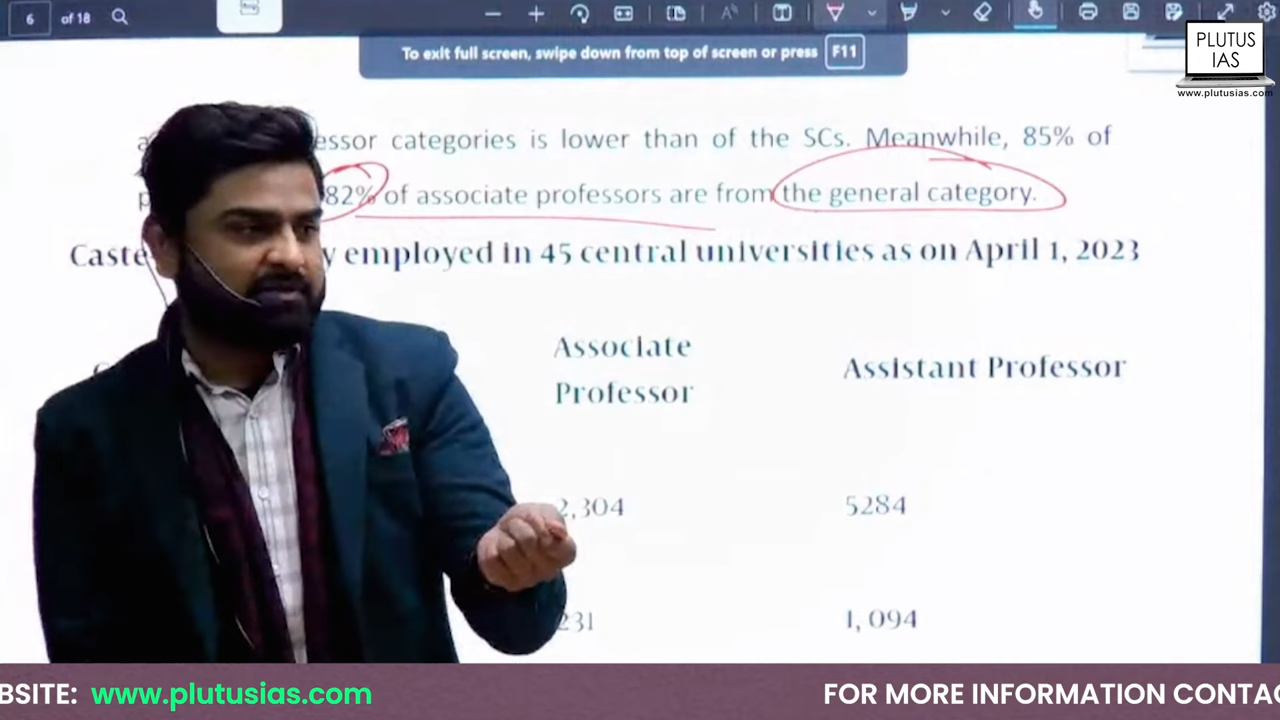 6 of 18
To exit full screen, swipe down from top of screen or press F11
PLUTUS
IAS
www.plutusias.com
essor categories is lower than of the SCs. Meanwhile, 85% of
82% of associate professors are from the general category.
Caste employed in 45 central universities as on April 1, 2023
Associate
Professor
Assistant Professor
2,304 5284
231 1, 094
BSITE: www.plutusias.com FOR MORE INFORMATION CONTAC